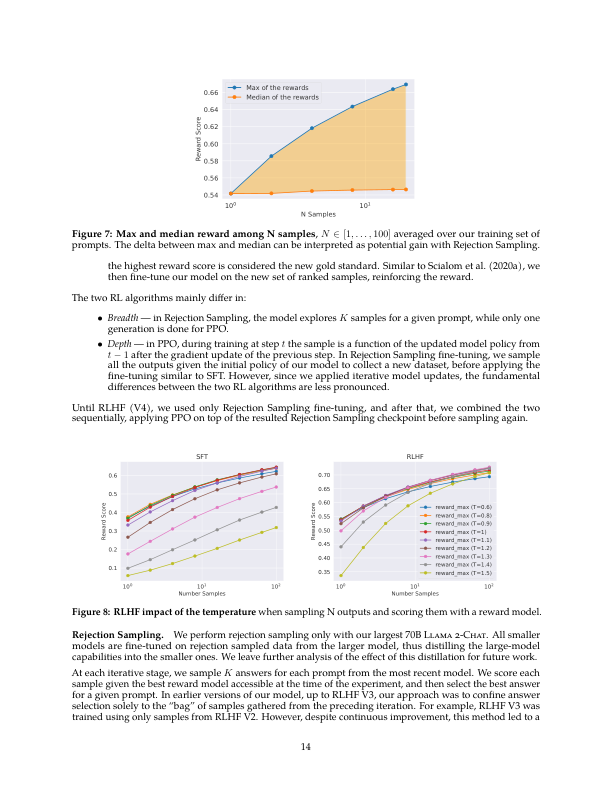 0.66
0.64
0.62
0.60
0.58
0.56
0.54
Reward Score
Max of the rewards
Median of the rewards
10⁰
10¹
N Samples
Figure 7: Max and median reward among N samples, N ∈ [1, . . . , 100] averaged over our training set of
prompts. The delta between max and median can be interpreted as potential gain with Rejection Sampling.
the highest reward score is considered the new gold standard. Similar to Scialom et al. (2020a), we
then fine-tune our model on the new set of ranked samples, reinforcing the reward.
The two RL algorithms mainly differ in:
• Breadth — in Rejection Sampling, the model explores K samples for a given prompt, while only one
generation is done for PPO.
• Depth — in PPO, during training at step t the sample is a function of the updated model policy from
t − 1 after the gradient update of the previous step. In Rejection Sampling fine-tuning, we sample
all the outputs given the initial policy of our model to collect a new dataset, before applying the
fine-tuning similar to SFT. However, since we applied iterative model updates, the fundamental
differences between the two RL algorithms are less pronounced.
Until RLHF (V4), we used only Rejection Sampling fine-tuning, and after that, we combined the two
sequentially, applying PPO on top of the resulted Rejection Sampling checkpoint before sampling again.
SFT
0.6
0.5
0.4
0.3
0.2
0.1
Reward Score
10⁰
10¹
10²
Number Samples
RLHF
0.70
0.65
0.60
0.55
0.50
0.45
0.40
0.35
Reward Score
reward_max (T=0.6)
reward_max (T=0.8)
reward_max (T=0.9)
reward_max (T=1)
reward_max (T=1.1)
reward_max (T=1.2)
reward_max (T=1.3)
reward_max (T=1.4)
reward_max (T=1.5)
10⁰
10¹
10²
Number Samples
Figure 8: RLHF impact of the temperature when sampling N outputs and scoring them with a reward model.
Rejection Sampling. We perform rejection sampling only with our largest 70B Llama 2-Chat. All smaller
models are fine-tuned on rejection sampled data from the larger model, thus distilling the large-model
capabilities into the smaller ones. We leave further analysis of the effect of this distillation for future work.
At each iterative stage, we sample K answers for each prompt from the most recent model. We score each
sample given the best reward model accessible at the time of the experiment, and then select the best answer
for a given prompt. In earlier versions of our model, up to RLHF V3, our approach was to confine answer
selection solely to the “bag” of samples gathered from the preceding iteration. For example, RLHF V3 was
trained using only samples from RLHF V2. However, despite continuous improvement, this method led to a
14